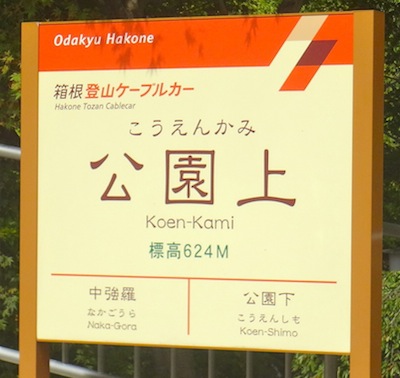 Odakyu Hakone
箱根登山ケーブルカー
Hakone Tozan Cablecar
こうえんかみ
公園上
Koen-Kami
標高624M
中強羅
なかごうら
Naka-Gora
公園下
こうえんしも
Koen-Shimo